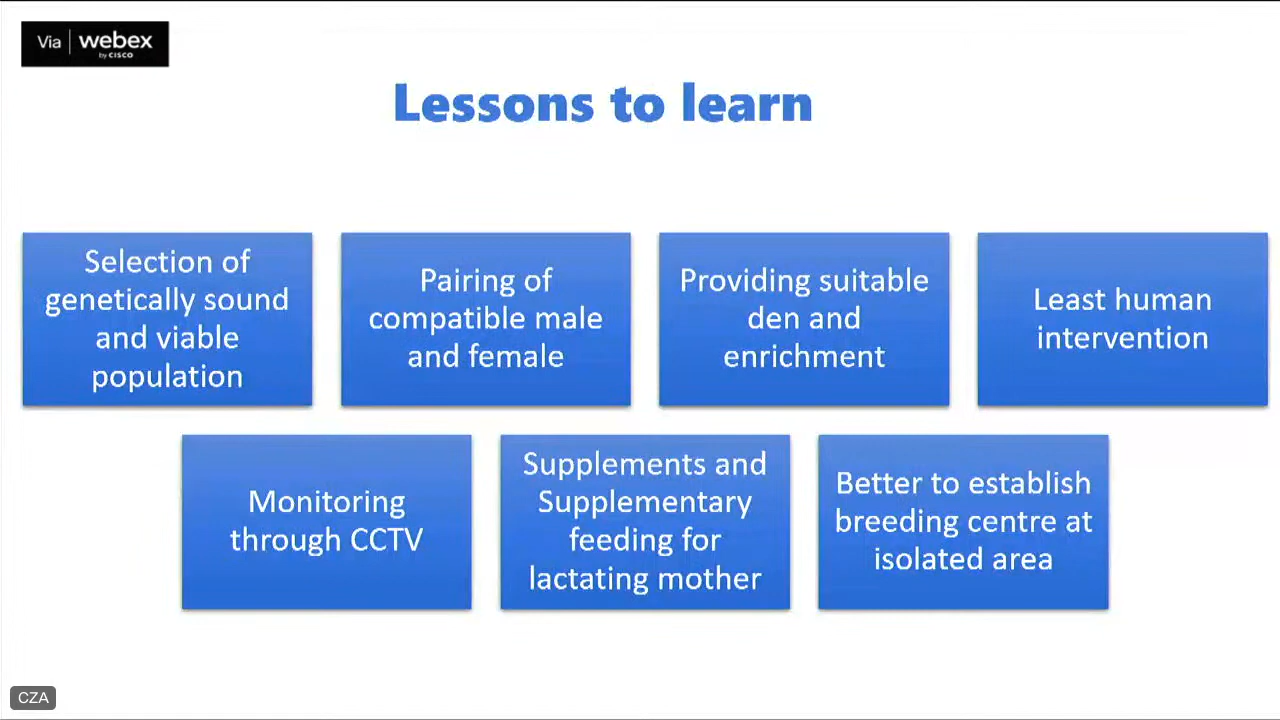 Via webex
by CISCO
Lessons to learn
Selection of
genetically sound
and viable
population
Pairing of
compatible male
and female
Providing suitable
den and
enrichment
Least human
intervention
Monitoring
through CCTV
Supplements and
Supplementary
feeding for
lactating mother
Better to establish
breeding centre at
isolated area
CZA